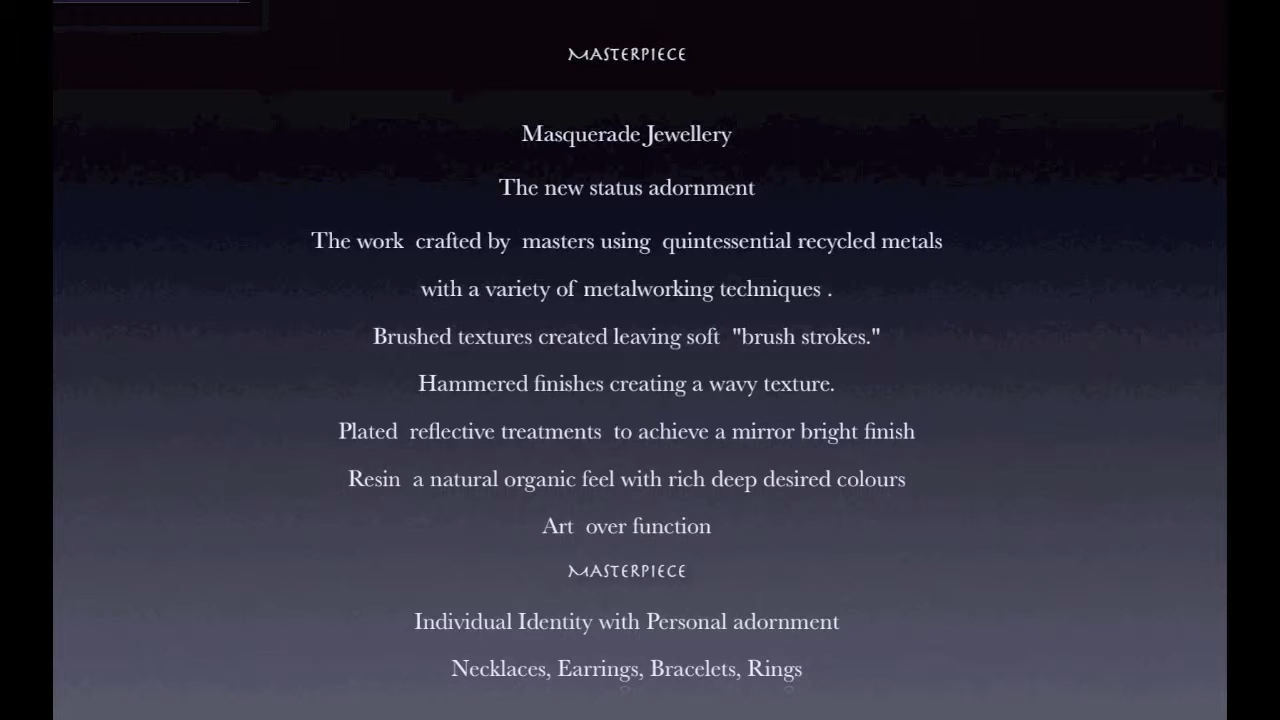 MASTERPIECE
Masquerade Jewellery
The new status adornment
The work crafted by masters using quintessential recycled metals
with a variety of metalworking techniques .
Brushed textures created leaving soft "brush strokes."
Hammered finishes creating a wavy texture.
Plated reflective treatments to achieve a mirror bright finish
Resin a natural organic feel with rich deep desired colours
Art over function
MASTERPIECE
Individual Identity with Personal adornment
Necklaces, Earrings, Bracelets, Rings